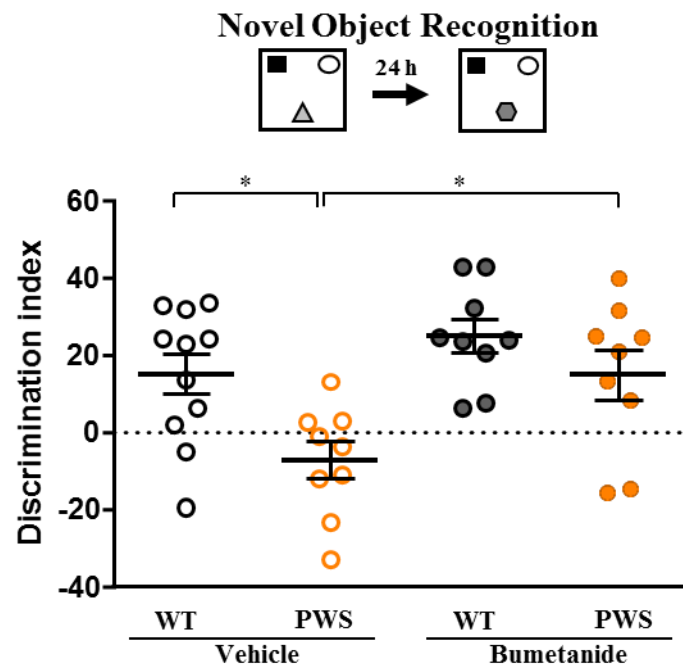 Novel Object Recognition
24 h
* *
60
40
20
0
-20
-40
Discrimination index
WT PWS WT PWS
Vehicle Bumetanide